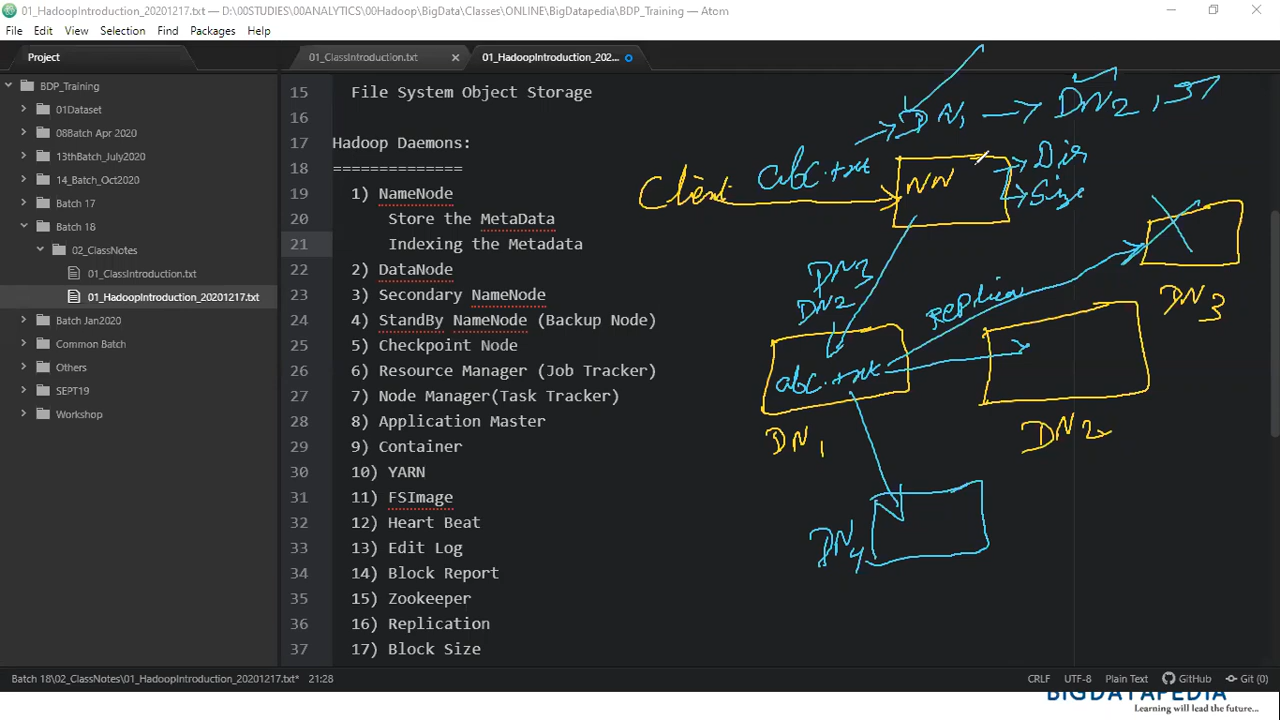 01_HadoopIntroduction_20201217.txt — D:\00STUDIES\00ANALYTICS\00Hadoop\BigData\Classes\ONLINE\BigDatapedia\BDP_Training — Atom
File Edit View Selection Find Packages Help
Project
01_ClassIntroduction.txt
01_HadoopIntroduction_202...
BDP_Training
01Dataset
08Batch Apr 2020
13thBatch_July2020
14_Batch_Oct2020
Batch 17
Batch 18
02_ClassNotes
01_ClassIntroduction.txt
01_HadoopIntroduction_20201217.txt
Batch Jan2020
Common Batch
Others
SEPT19
Workshop
15 File System Object Storage
16
17 Hadoop Daemons:
18 ==============
19 1) NameNode
20 Store the MetaData
21 Indexing the Metadata
22 2) DataNode
23 3) Secondary NameNode
24 4) StandBy NameNode (Backup Node)
25 5) Checkpoint Node
26 6) Resource Manager (Job Tracker)
27 7) Node Manager(Task Tracker)
28 8) Application Master
29 9) Container
30 10) YARN
31 11) FSImage
32 12) Heart Beat
33 13) Edit Log
34 14) Block Report
35 15) Zookeeper
36 16) Replication
37 17) Block Size
DN1 → DN2,
Client abc.txt
NN
Dir
Size
DN3
DN2
Replica
DN3
abc.txt
DN1
DN2
DN4
Batch 18\02_ClassNotes\01_HadoopIntroduction_20201217.txt* 21:28 CRLF UTF-8 Plain Text GitHub Git (0)
BIGDATAPEDIA
Learning will lead the future...